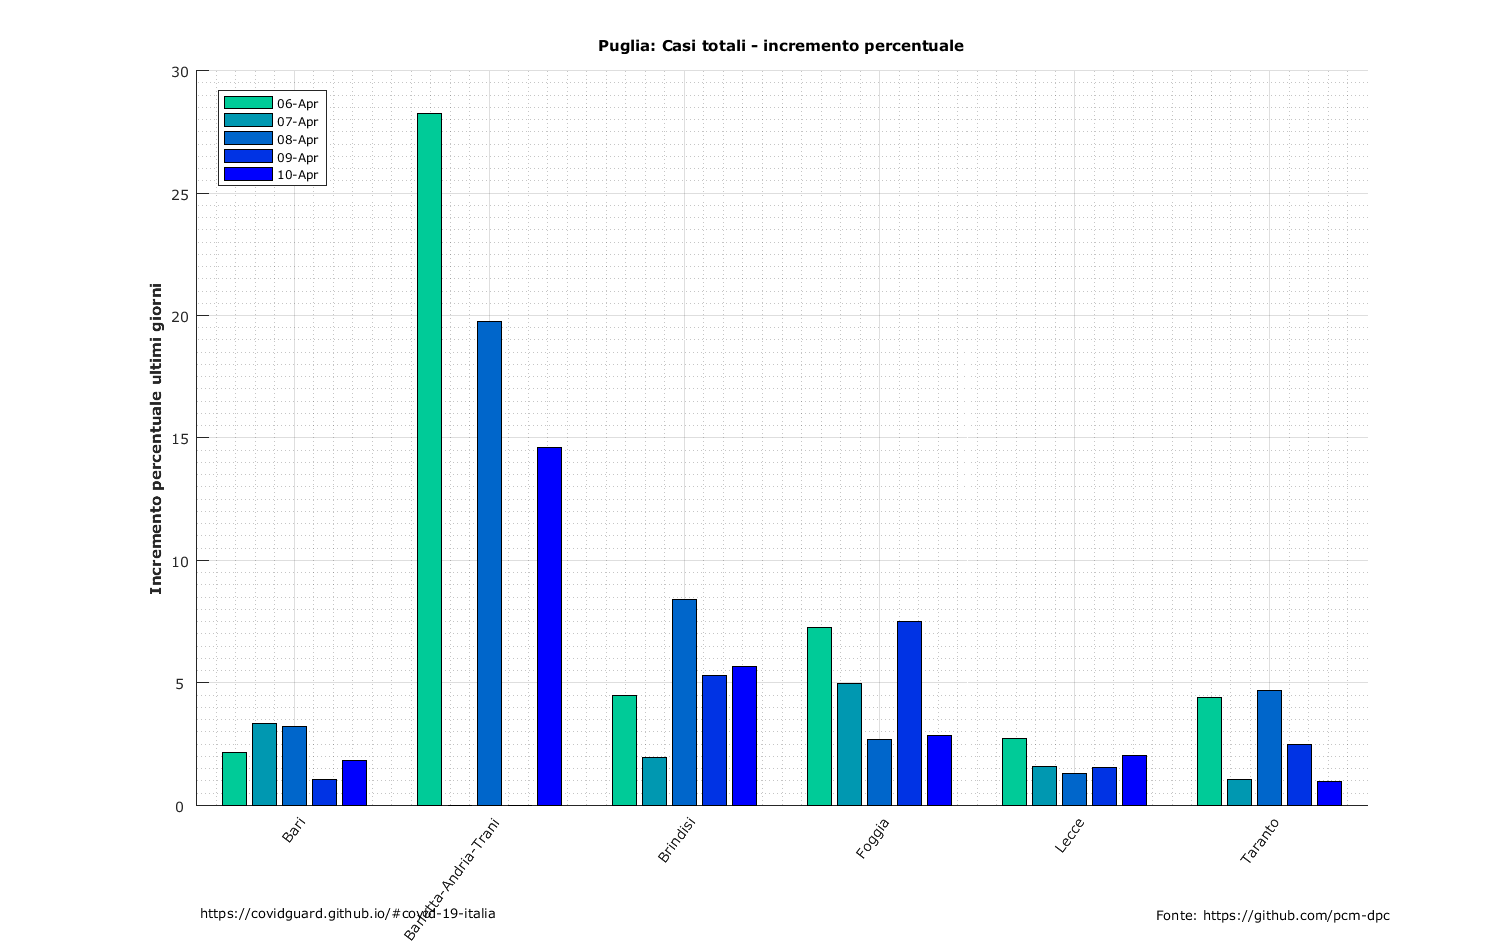 Puglia: Casi totali - incremento percentuale
Incremento percentuale ultimi giorni
30
25
20
15
10
5
0
06-Apr
07-Apr
08-Apr
09-Apr
10-Apr
Bari
Barletta-Andria-Trani
Brindisi
Foggia
Lecce
Taranto
https://covidguard.github.io/#covid-19-italia
Fonte: https://github.com/pcm-dpc